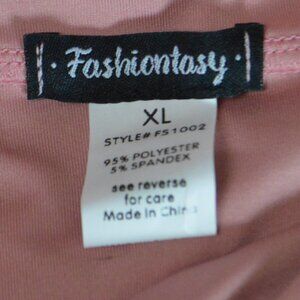 · Fashiontasy ·
XL
STYLE# FS1002
95% POLYESTER
5% SPANDEX
see reverse
for care
Made in China